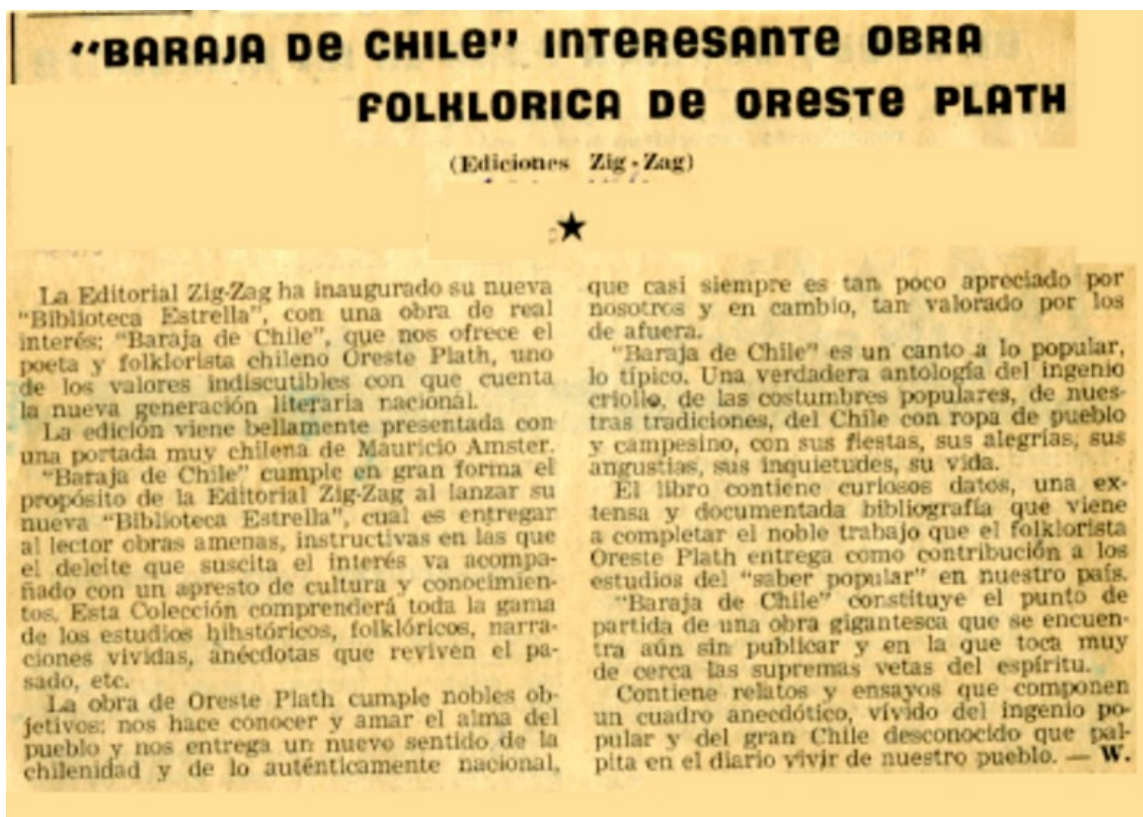 "BARAJA DE CHILE" INTERESANTE OBRA
FOLKLORICA DE ORESTE PLATH
(Ediciones Zig-Zag)
La Editorial Zig-Zag ha inaugurado su nueva
"Biblioteca Estrella", con una obra de real
interés: "Baraja de Chile", que nos ofrece el
poeta y folklorista chileno Oreste Plath, uno
de los valores indiscutibles con que cuenta
la nueva generación literaria nacional.
La edición viene bellamente presentada con
una portada muy chilena de Mauricio Amster.
"Baraja de Chile" cumple en gran forma el
propósito de la Editorial Zig-Zag al lanzar su
nueva "Biblioteca Estrella", cual es entregar
al lector obras amenas, instructivas en las que
el deleite que suscita el interés va acompa-
ñado con un apresto de cultura y conocimien-
tos. Esta Colección comprenderá toda la gama
de los estudios hihstóricos, folklóricos, narra-
ciones vividas, anécdotas que reviven el pa-
sado, etc.
La obra de Oreste Plath cumple nobles ob-
jetivos: nos hace conocer y amar el alma del
pueblo y nos entrega un nuevo sentido de la
chilenidad y de lo auténticamente nacional,
que casi siempre es tan poco apreciado por
nosotros y en cambio, tan valorado por los
de afuera.
"Baraja de Chile" es un canto a lo popular,
lo típico. Una verdadera antología del ingenio
criollo, de las costumbres populares, de nues-
tras tradiciones, del Chile con ropa de pueblo
y campesino, con sus fiestas, sus alegrías, sus
angustias, sus inquietudes, su vida.
El libro contiene curiosos datos, una ex-
tensa y documentada bibliografía que viene
a completar el noble trabajo que el folklorista
Oreste Plath entrega como contribución a los
estudios del "saber popular" en nuestro país.
"Baraja de Chile" constituye el punto de
partida de una obra gigantesca que se encuen-
tra aún sin publicar y en la que toca muy
de cerca las supremas vetas del espíritu.
Contiene relatos y ensayos que componen
un cuadro anecdótico, vívido del ingenio po-
pular y del gran Chile desconocido que pal-
pita en el diario vivir de nuestro pueblo. — W.